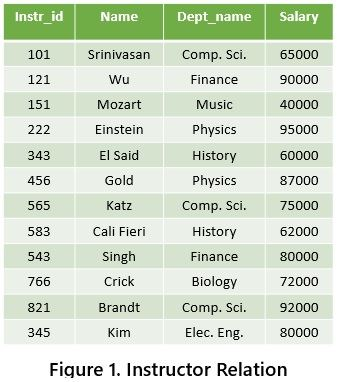 Instr_id Name Dept_name Salary
101 Srinivasan Comp. Sci. 65000
121 Wu Finance 90000
151 Mozart Music 40000
222 Einstein Physics 95000
343 El Said History 60000
456 Gold Physics 87000
565 Katz Comp. Sci. 75000
583 Cali Fieri History 62000
543 Singh Finance 80000
766 Crick Biology 72000
821 Brandt Comp. Sci. 92000
345 Kim Elec. Eng. 80000
Figure 1. Instructor Relation